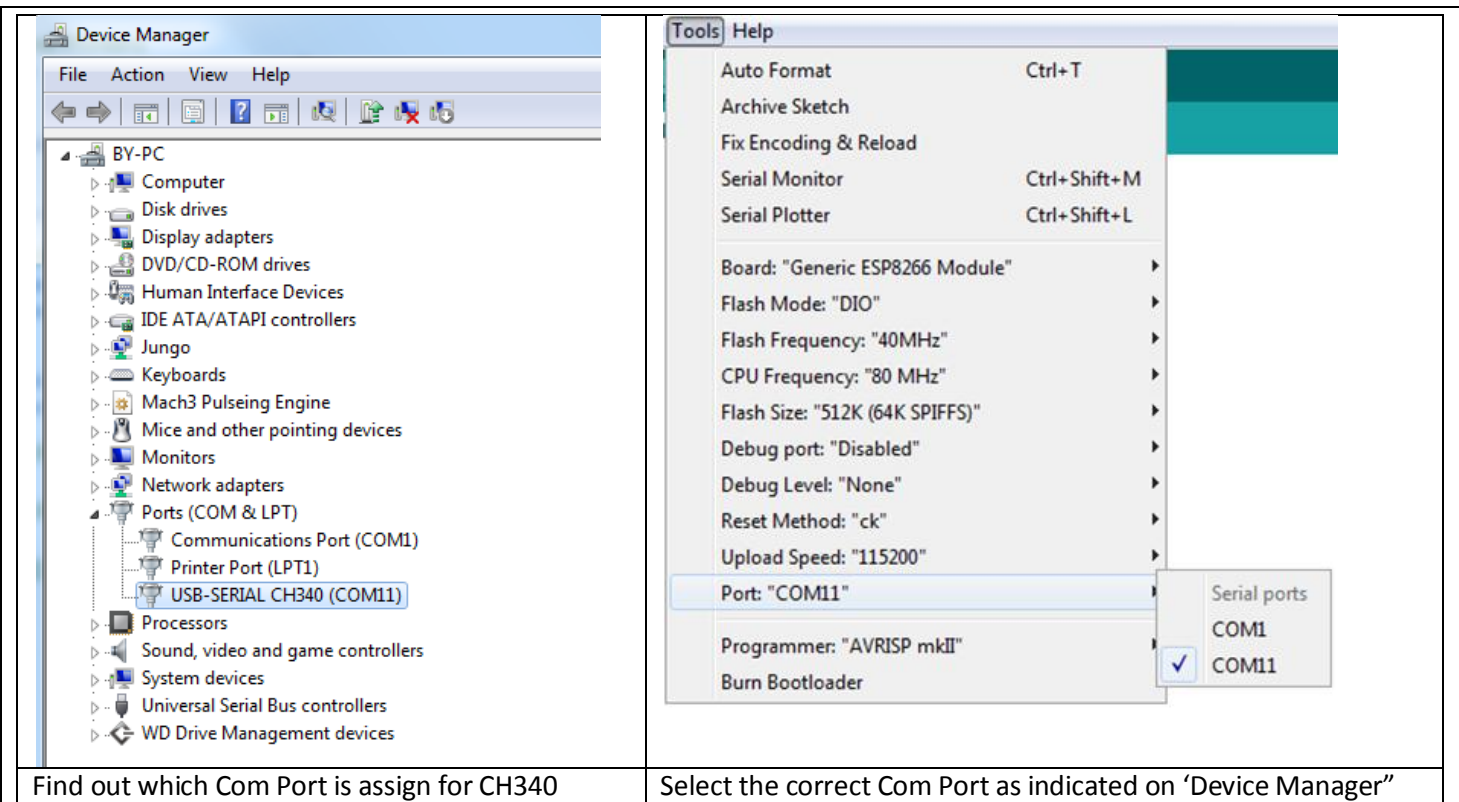 Device Manager
File Action View Help
BY-PC
Computer
Disk drives
Display adapters
DVD/CD-ROM drives
Human Interface Devices
IDE ATA/ATAPI controllers
Jungo
Keyboards
Mach3 Pulseing Engine
Mice and other pointing devices
Monitors
Network adapters
Ports (COM & LPT)
Communications Port (COM1)
Printer Port (LPT1)
USB-SERIAL CH340 (COM11)
Processors
Sound, video and game controllers
System devices
Universal Serial Bus controllers
WD Drive Management devices
Find out which Com Port is assign for CH340
Tools Help
Auto Format Ctrl+T
Archive Sketch
Fix Encoding & Reload
Serial Monitor Ctrl+Shift+M
Serial Plotter Ctrl+Shift+L
Board: "Generic ESP8266 Module"
Flash Mode: "DIO"
Flash Frequency: "40MHz"
CPU Frequency: "80 MHz"
Flash Size: "512K (64K SPIFFS)"
Debug port: "Disabled"
Debug Level: "None"
Reset Method: "ck"
Upload Speed: "115200"
Port: "COM11"
Serial ports
COM1
COM11
Programmer: "AVRISP mkII"
Burn Bootloader
Select the correct Com Port as indicated on ‘Device Manager”